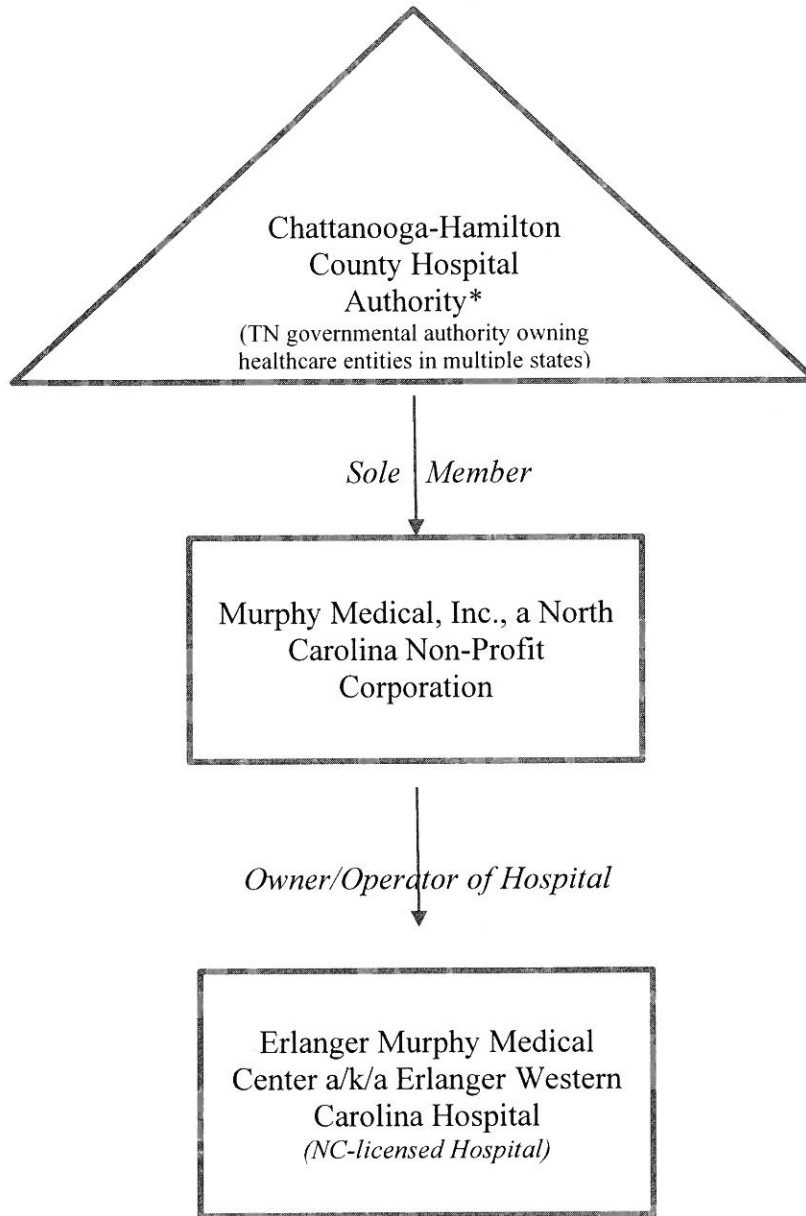 Chattanooga-Hamilton
County Hospital
Authority*
(TN governmental authority owning
healthcare entities in multiple states)
Sole Member
Murphy Medical, Inc., a North
Carolina Non-Profit
Corporation
Owner/Operator of Hospital
Erlanger Murphy Medical
Center a/k/a Erlanger Western
Carolina Hospital
(NC-licensed Hospital)